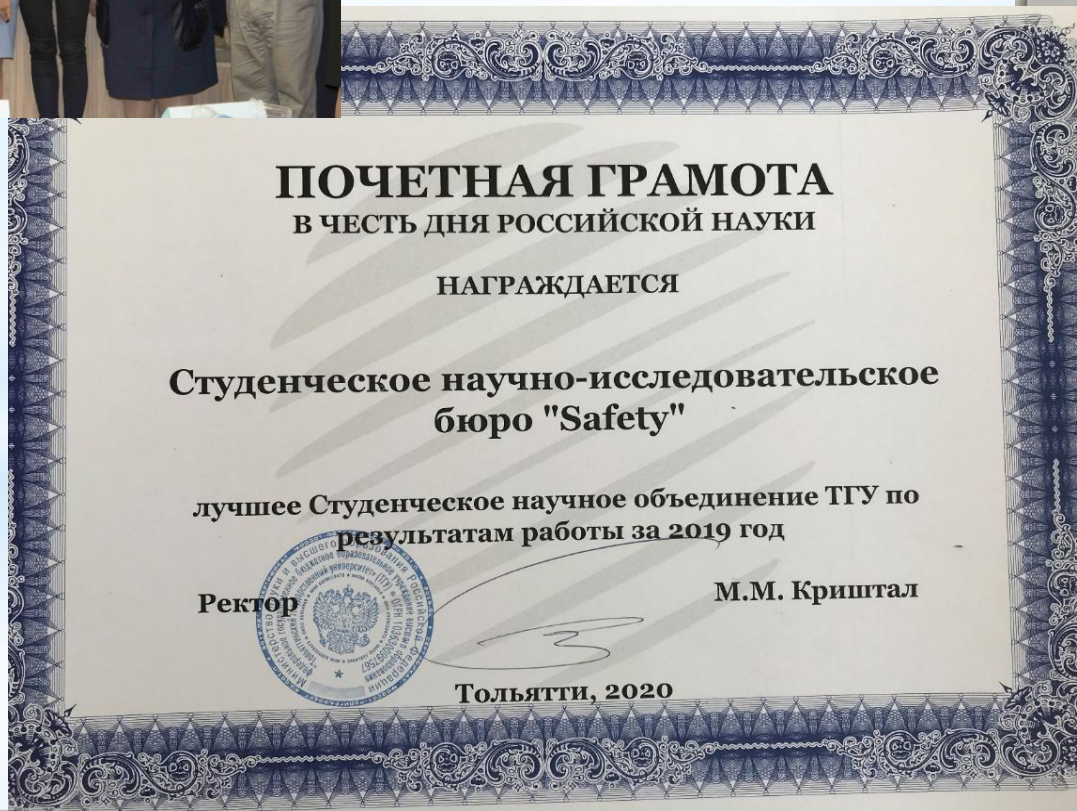 ПОЧЕТНАЯ ГРАМОТА
В ЧЕСТЬ ДНЯ РОССИЙСКОЙ НАУКИ
НАГРАЖДАЕТСЯ
Студенческое научно-исследовательское
бюро "Safety"
лучшее Студенческое научное объединение ТГУ по
результатам работы за 2019 год
Ректор
М.М. Криштал
Тольятти, 2020